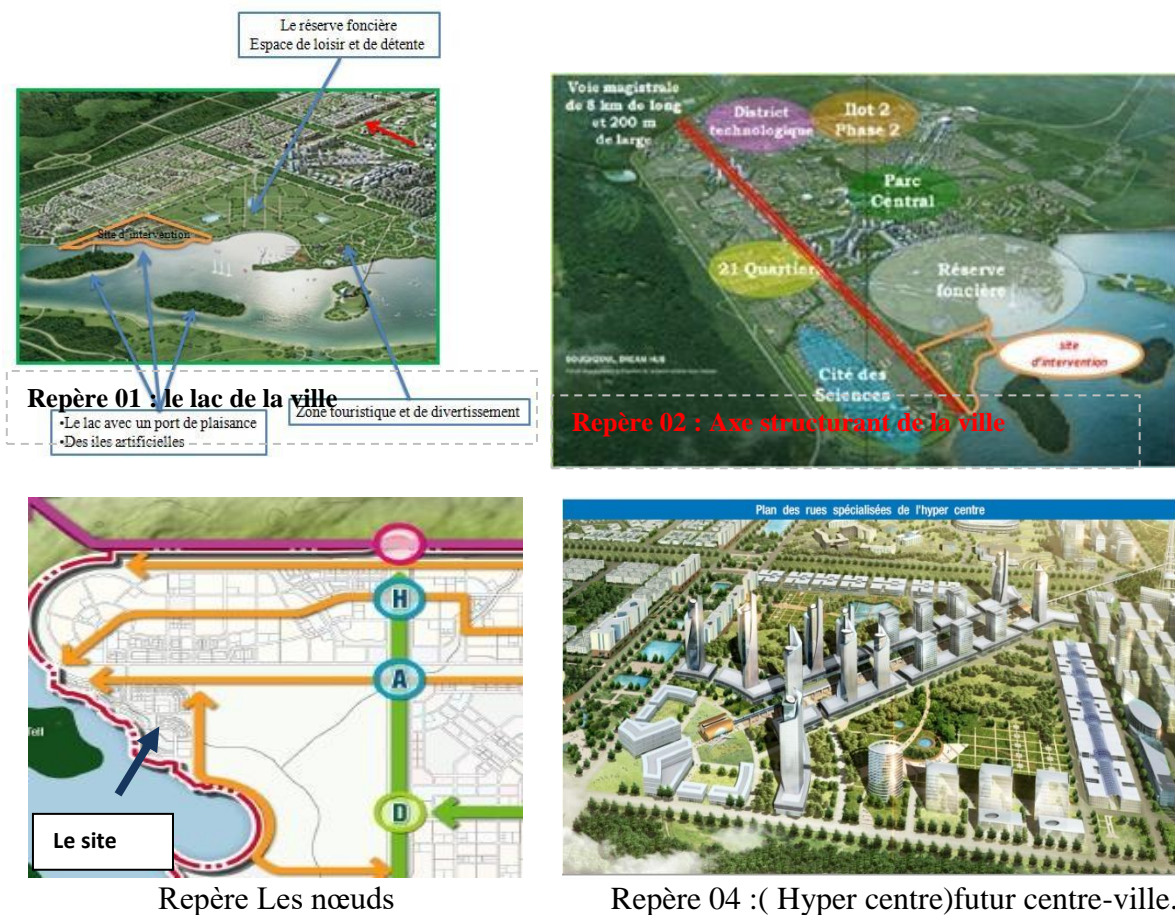 Le réserve foncière
Espace de loisir et de détente
Site d'intervention
Repère 01 : le lac de la ville
•Le lac avec un port de plaisance
•Des iles artificielles
Zone touristique et de divertissement
Voie magistrale
de 8 km de long
et 200 m
de large
District
technologique
Ilot 2
Phase 2
Parc
Central
21 Quartier
Réserve
foncière
site
d'intervention
BOUGHZOUL, DREAM HUB
Cité des
Sciences
Repère 02 : Axe structurant de la ville
H
A
D
Le site
Repère Les nœuds
Plan des rues spécialisées de l'hyper centre
Repère 04 :( Hyper centre)futur centre-ville.